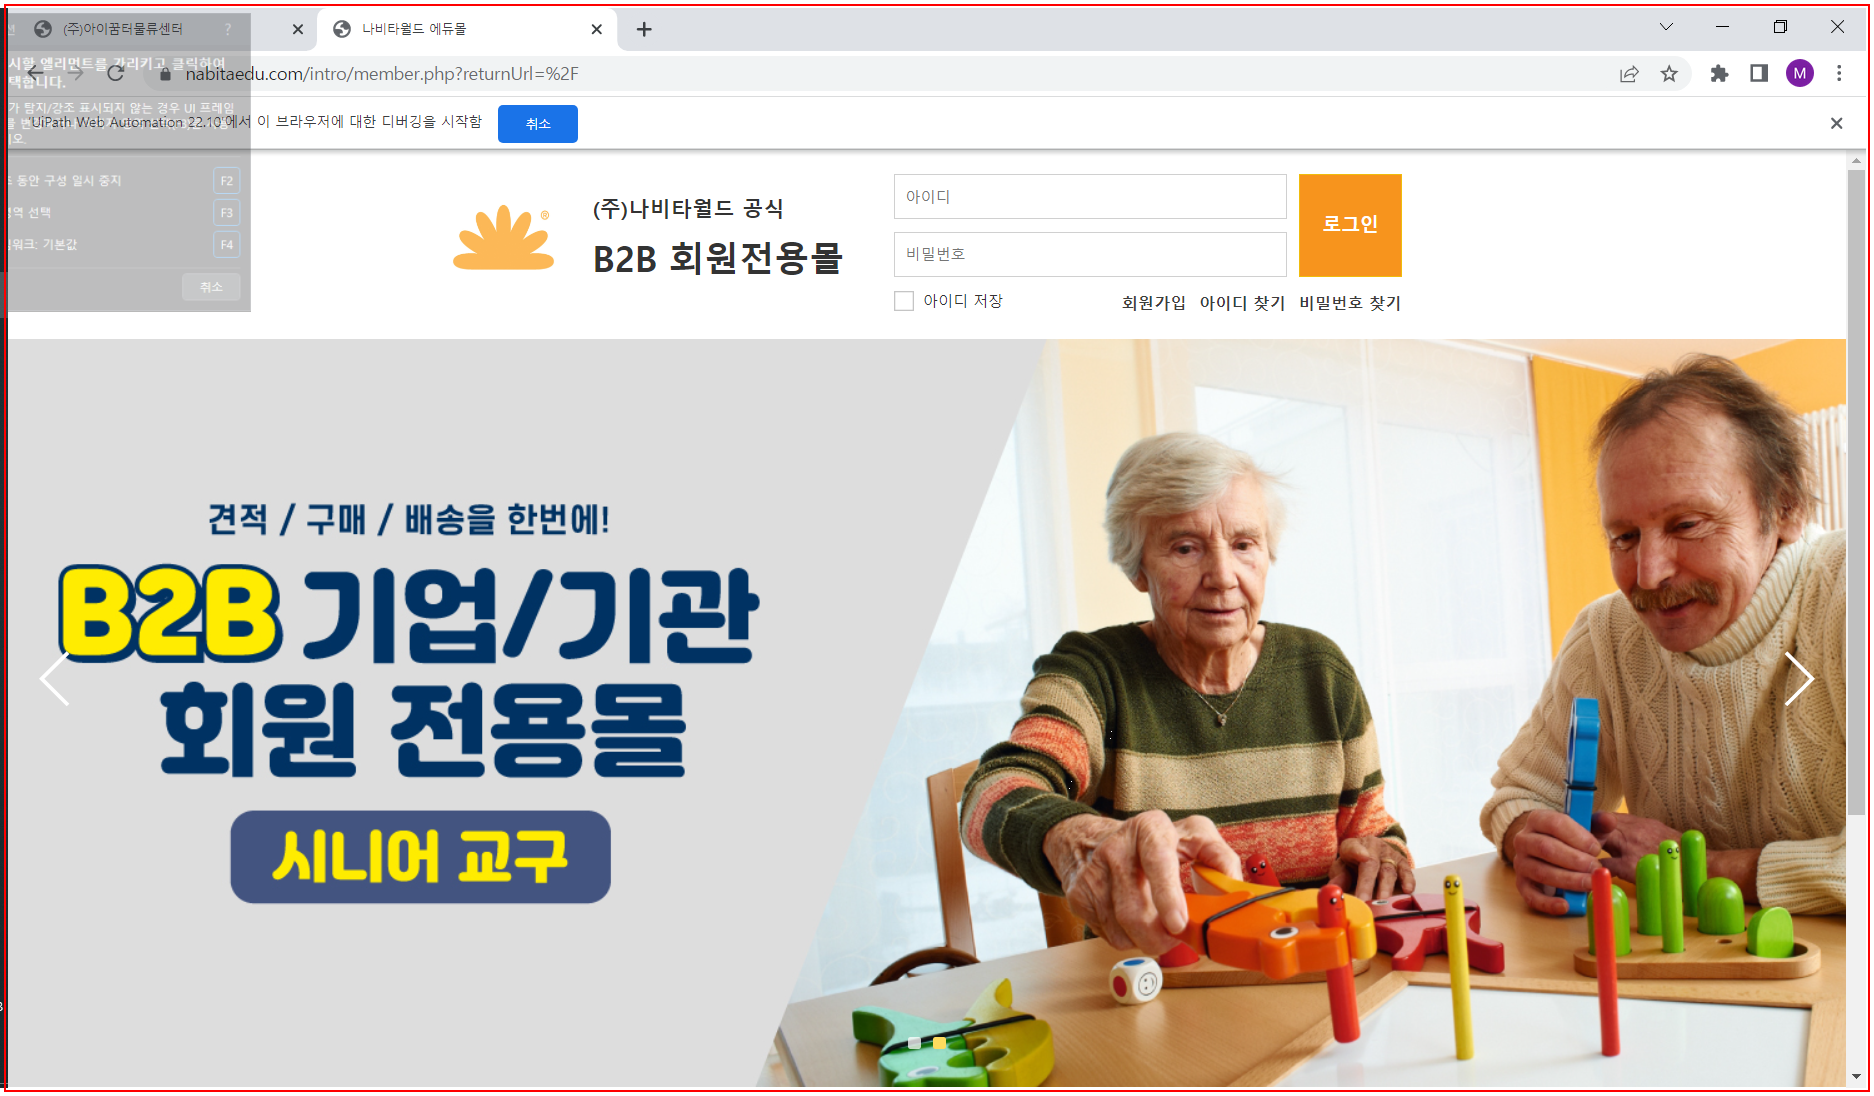 (주)아이꿈터물류센터
?
나비타월드 에듀몰
nabitaedu.com/intro/member.php?returnUrl=%2F
M
시할 엘리먼트를 가리키고 클릭하여
택합니다.
가 탐지/강조 표시되지 않는 경우 UI 프레임
'UiPath Web Automation 22.10'에서 이 브라우저에 대한 디버깅을 시작함
취소
동안 구성 일시 중지
F2
영역 선택
F3
임워크: 기본값
F4
취소
(주)나비타월드 공식
B2B 회원전용몰
아이디
비밀번호
로그인
아이디 저장
회원가입 아이디 찾기 비밀번호 찾기
견적 / 구매 / 배송을 한번에!
B2B 기업/기관
회원 전용몰
시니어 교구